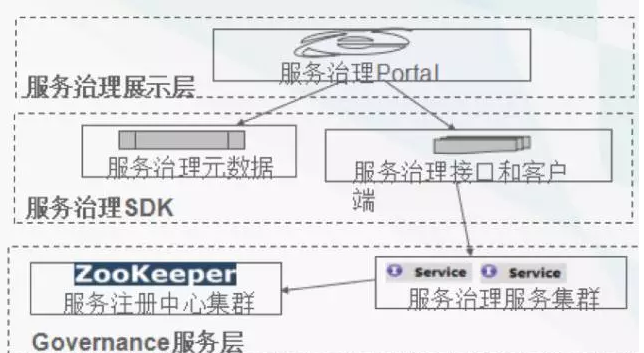 服务治理Portal
服务治理展示层
服务治理元数据
服务治理接口和客户
端
服务治理SDK
ZooKeeper
服务注册中心集群
Service
Service
服务治理服务集群
Governance服务层